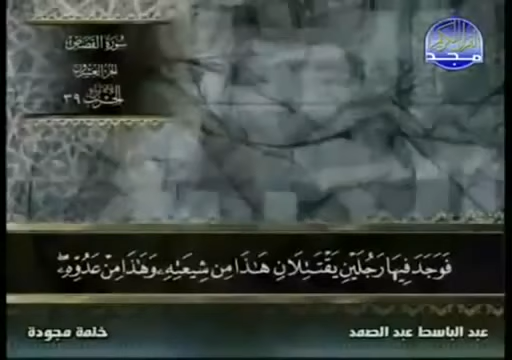 سورة القصص
الجزء العشرون
الحزب ٣٩
مجد
فَوَجَدَ فِيهَا رَجُلَيْنِ يَقْتَتِلَانِ هَٰذَا مِن شِيعَتِهِۦ وَهَٰذَا مِنْ عَدُوِّهِۦ ۖ
عبد الباسط عبد الصمد
ختمة مجودة